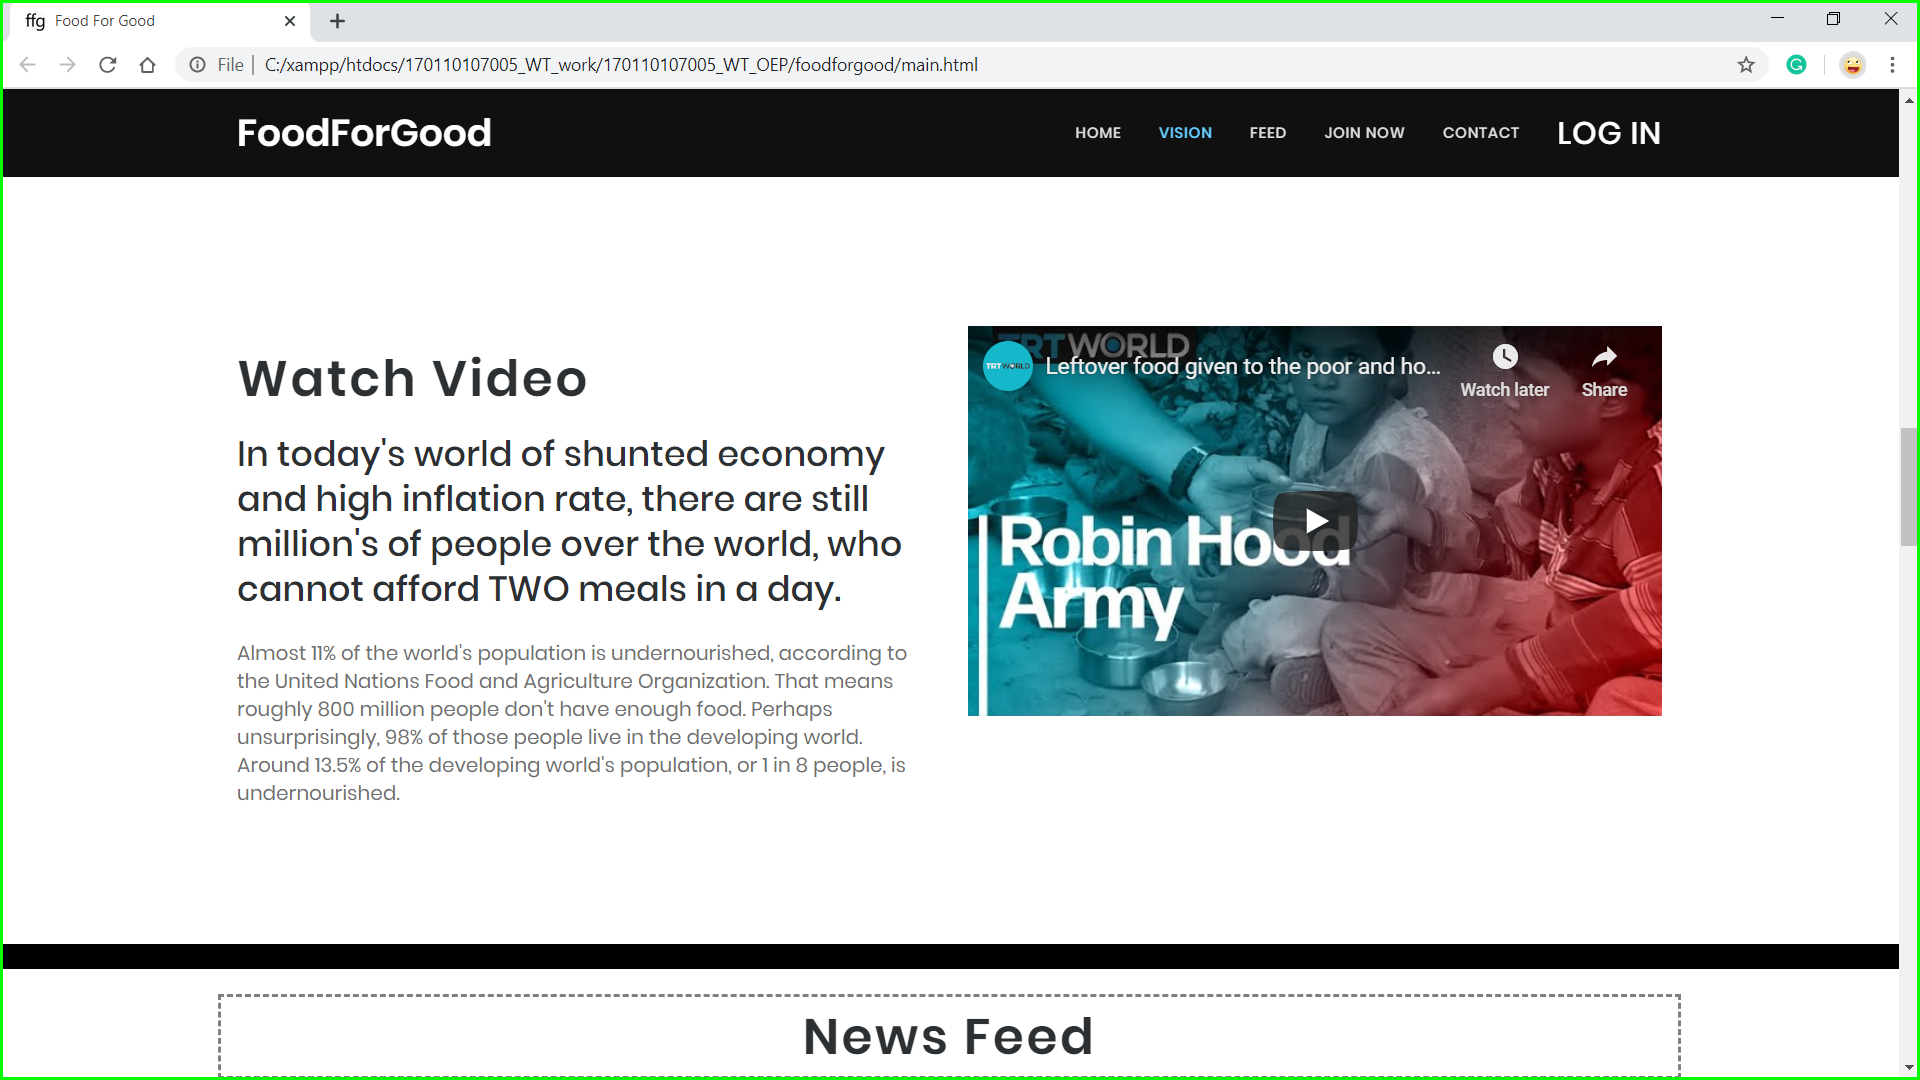 ffg Food For Good
File C:/xampp/htdocs/170110107005_WT_work/170110107005_WT_OEP/foodforgood/main.html
FoodForGood
HOME VISION FEED JOIN NOW CONTACT LOG IN
Watch Video
In today's world of shunted economy
and high inflation rate, there are still
million's of people over the world, who
cannot afford TWO meals in a day.
Almost 11% of the world's population is undernourished, according to
the United Nations Food and Agriculture Organization. That means
roughly 800 million people don't have enough food. Perhaps
unsurprisingly, 98% of those people live in the developing world.
Around 13.5% of the developing world's population, or 1 in 8 people, is
undernourished.
TRT WORLD
TRT WORLD
Leftover food given to the poor and ho...
Watch later
Share
Robin Hood
Army
News Feed